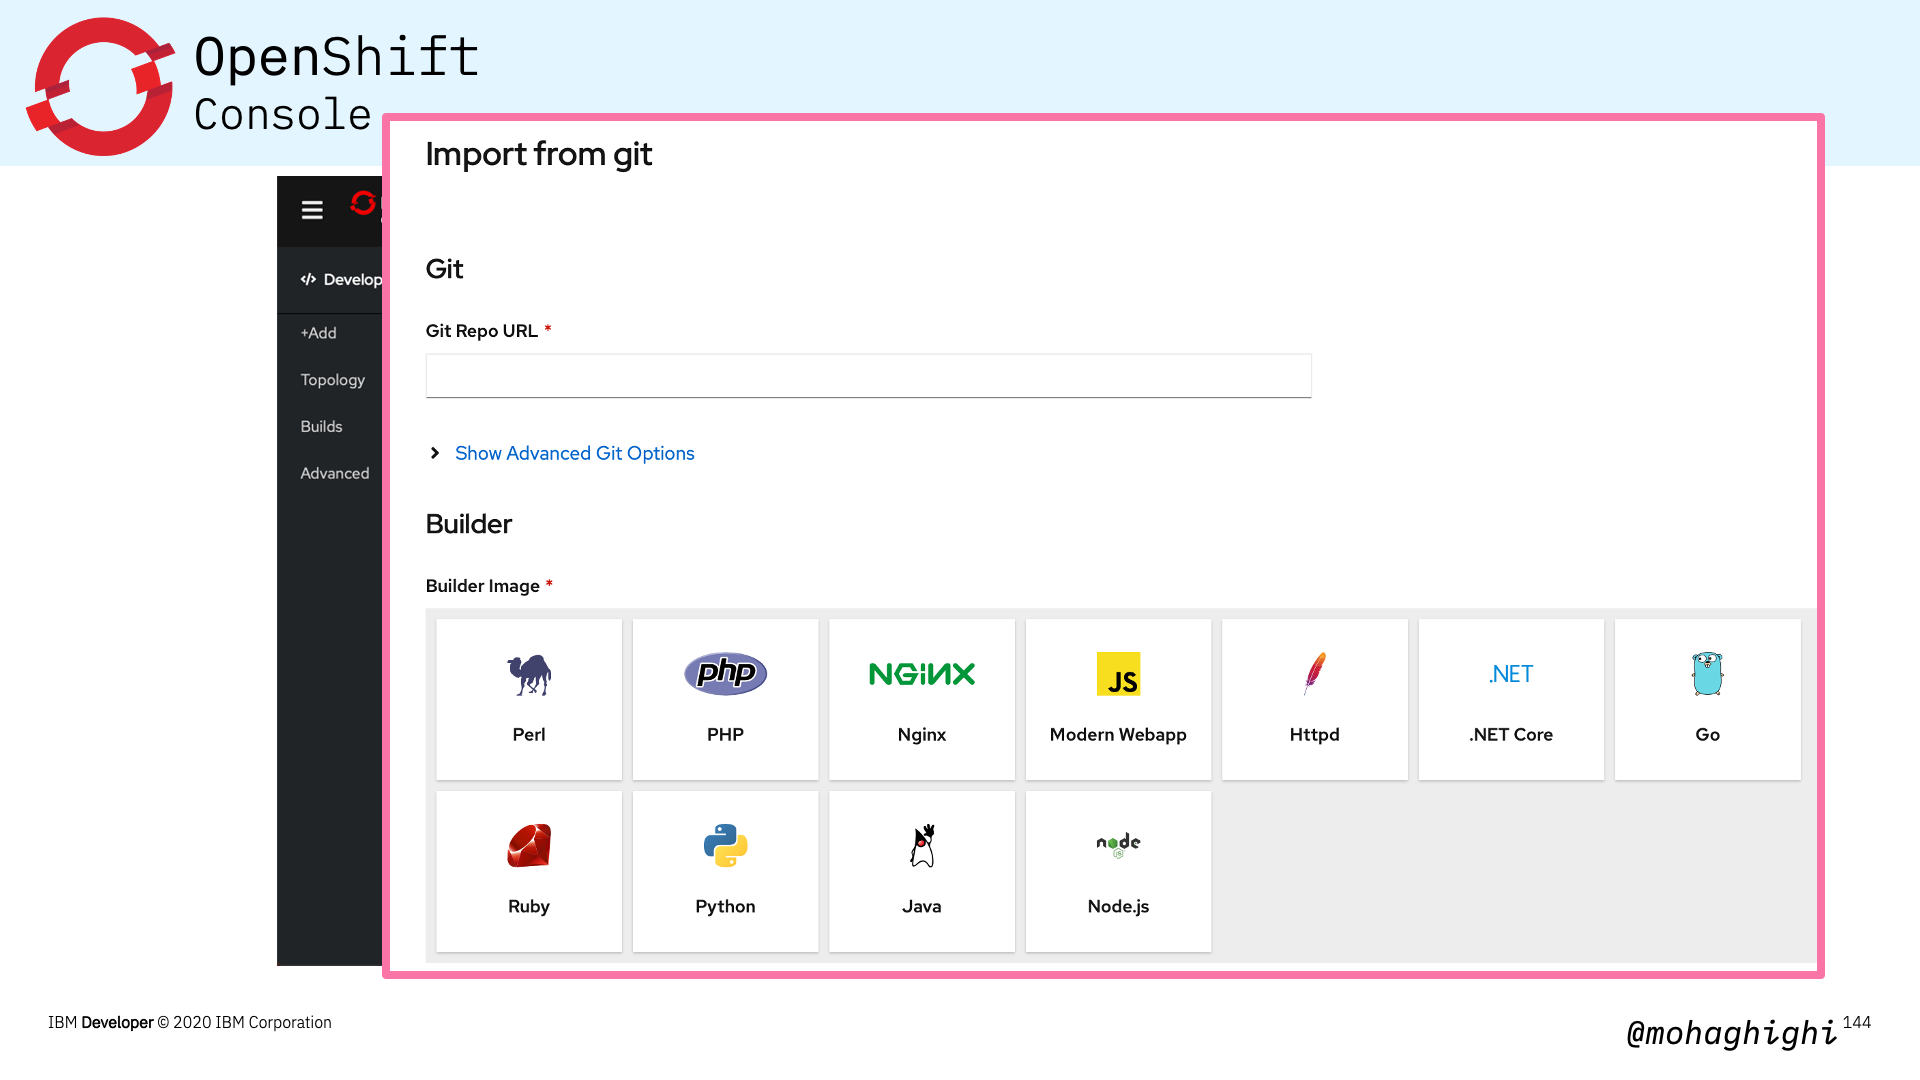 OpenShift
Console
Import from git
Develop
+Add
Topology
Builds
Advanced
Git
Git Repo URL *
Show Advanced Git Options
Builder
Builder Image *
php
NGiNX
JS
.NET
Perl
PHP
Nginx
Modern Webapp
Httpd
.NET Core
Go
node
JS
Ruby
Python
Java
Node.js
IBM Developer © 2020 IBM Corporation
@mohaghighi
144